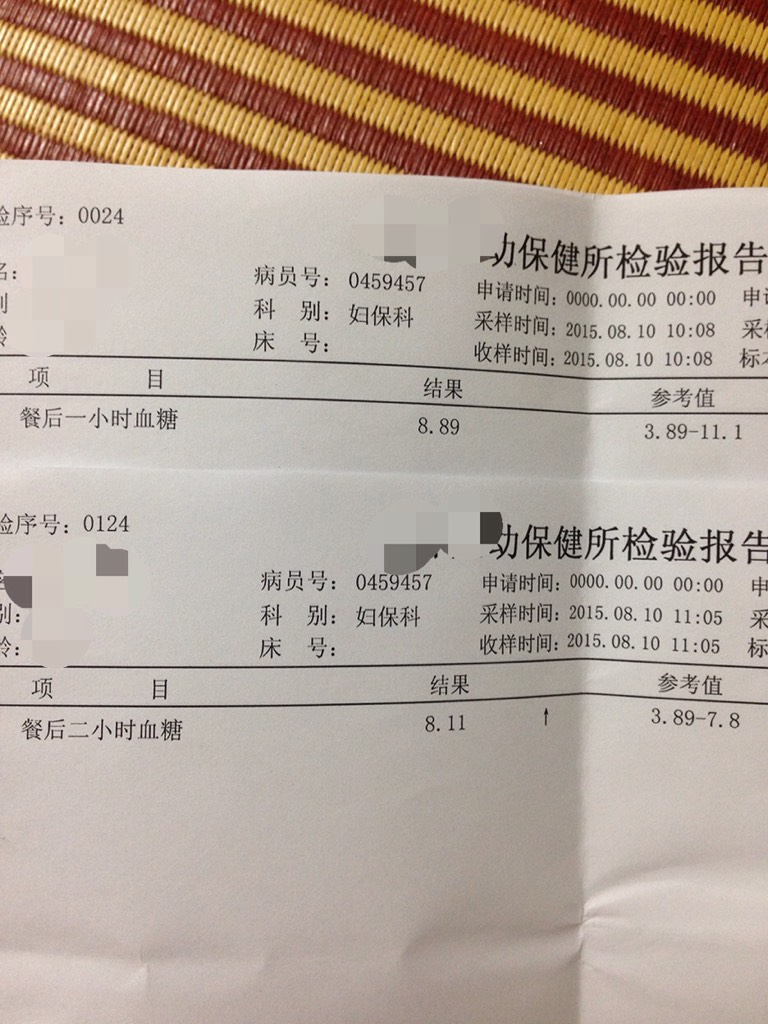 验序号：0024
保健所检验报告
名：
病员号：0459457
申请时间：0000.00.00 00:00 申
别
科 别：妇保科
采样时间：2015.08.10 10:08 采
龄
床 号：
收样时间：2015.08.10 10:08 标本
项 目 结果 参考值
餐后一小时血糖 8.89 3.89-11.1
验序号：0124
幼保健所检验报告
病员号：0459457
申请时间：0000.00.00 00:00 申
别：
科 别：妇保科
采样时间：2015.08.10 11:05 采
龄：
床 号：
收样时间：2015.08.10 11:05 标
项 目 结果 参考值
餐后二小时血糖 8.11 ↑ 3.89-7.8